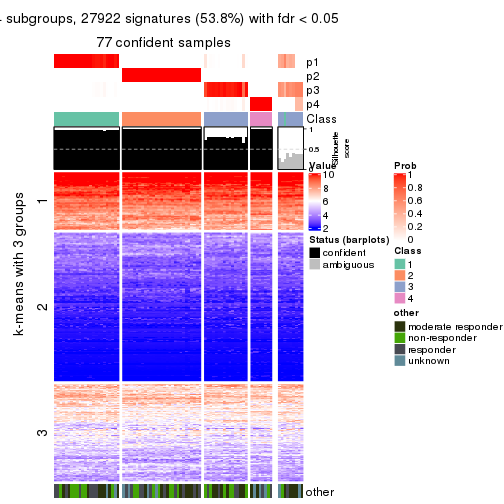 subgroups, 27922 signatures (53.8%) with fdr < 0.05
77 confident samples
p1
p2
p3
p4
Class
1
0.5
0
Silhouette
score
k-means with 3 groups
1
2
3
other
Value
10
8
6
4
2
Status (barplots)
confident
ambiguous
Prob
1
0.8
0.6
0.4
0.2
0
Class
1
2
3
4
other
moderate responder
non-responder
responder
unknown